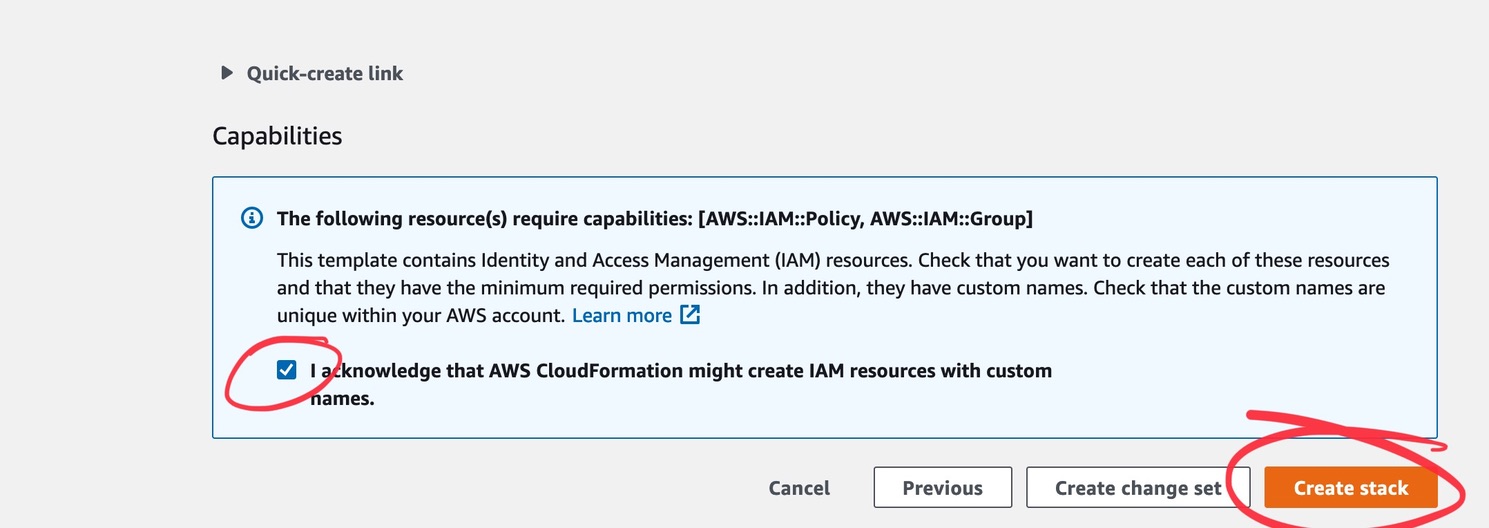 Quick-create link
Capabilities
The following resource(s) require capabilities: [AWS::IAM::Policy, AWS::IAM::Group]
This template contains Identity and Access Management (IAM) resources. Check that you want to create each of these resources
and that they have the minimum required permissions. In addition, they have custom names. Check that the custom names are
unique within your AWS account. Learn more
I acknowledge that AWS CloudFormation might create IAM resources with custom
names.
Cancel Previous Create change set Create stack